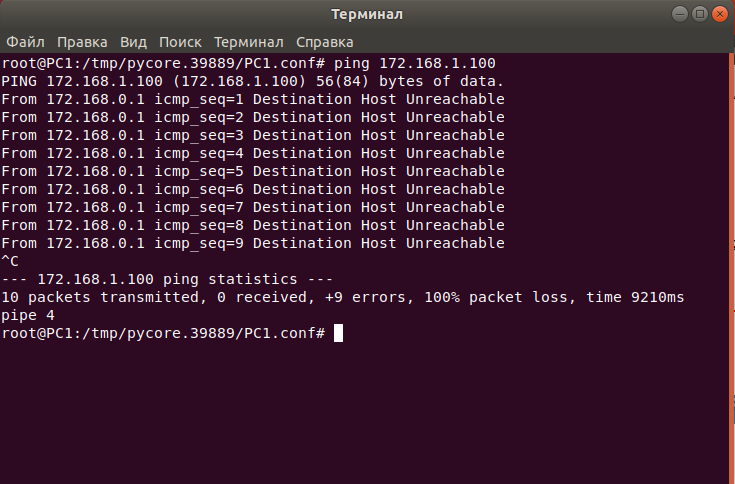 Терминал
Файл Правка Вид Поиск Терминал Справка
root@PC1:/tmp/pycore.39889/PC1.conf# ping 172.168.1.100
PING 172.168.1.100 (172.168.1.100) 56(84) bytes of data.
From 172.168.0.1 icmp_seq=1 Destination Host Unreachable
From 172.168.0.1 icmp_seq=2 Destination Host Unreachable
From 172.168.0.1 icmp_seq=3 Destination Host Unreachable
From 172.168.0.1 icmp_seq=4 Destination Host Unreachable
From 172.168.0.1 icmp_seq=5 Destination Host Unreachable
From 172.168.0.1 icmp_seq=6 Destination Host Unreachable
From 172.168.0.1 icmp_seq=7 Destination Host Unreachable
From 172.168.0.1 icmp_seq=8 Destination Host Unreachable
From 172.168.0.1 icmp_seq=9 Destination Host Unreachable
^C
--- 172.168.1.100 ping statistics ---
10 packets transmitted, 0 received, +9 errors, 100% packet loss, time 9210ms
pipe 4
root@PC1:/tmp/pycore.39889/PC1.conf#